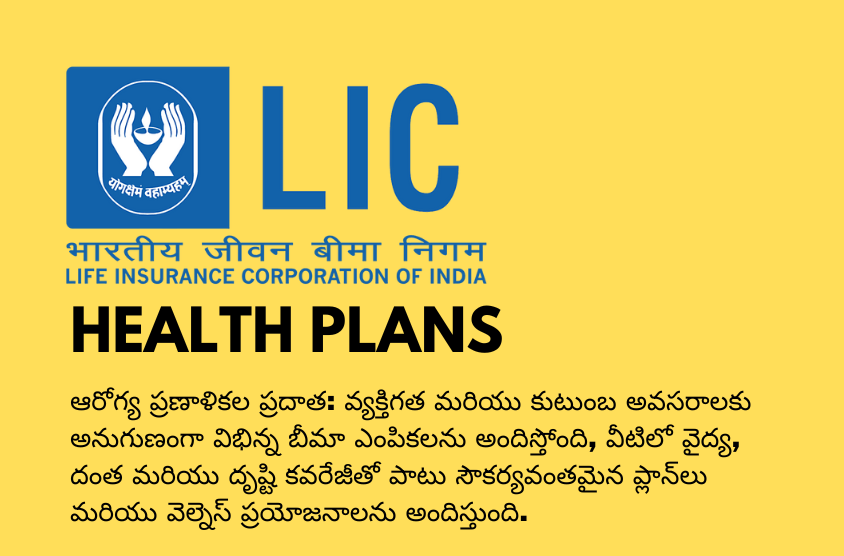 योगक्षेमं वहाम्यहम्
LIC
भारतीय जीवन बीमा निगम
LIFE INSURANCE CORPORATION OF INDIA
HEALTH PLANS
ఆరోగ్య ప్రణాళికల ప్రదాత: వ్యక్తిగత మరియు కుటుంబ అవసరాలకు
అనుగుణంగా విభిన్న బీమా ఎంపికలను అందిస్తోంది, వీటిలో వైద్య,
దంత మరియు దృష్టి కవరేజీతో పాటు సౌకర్యవంతమైన ప్లాన్‌లు
మరియు వెల్నెస్ ప్రయోజనాలను అందిస్తుంది.